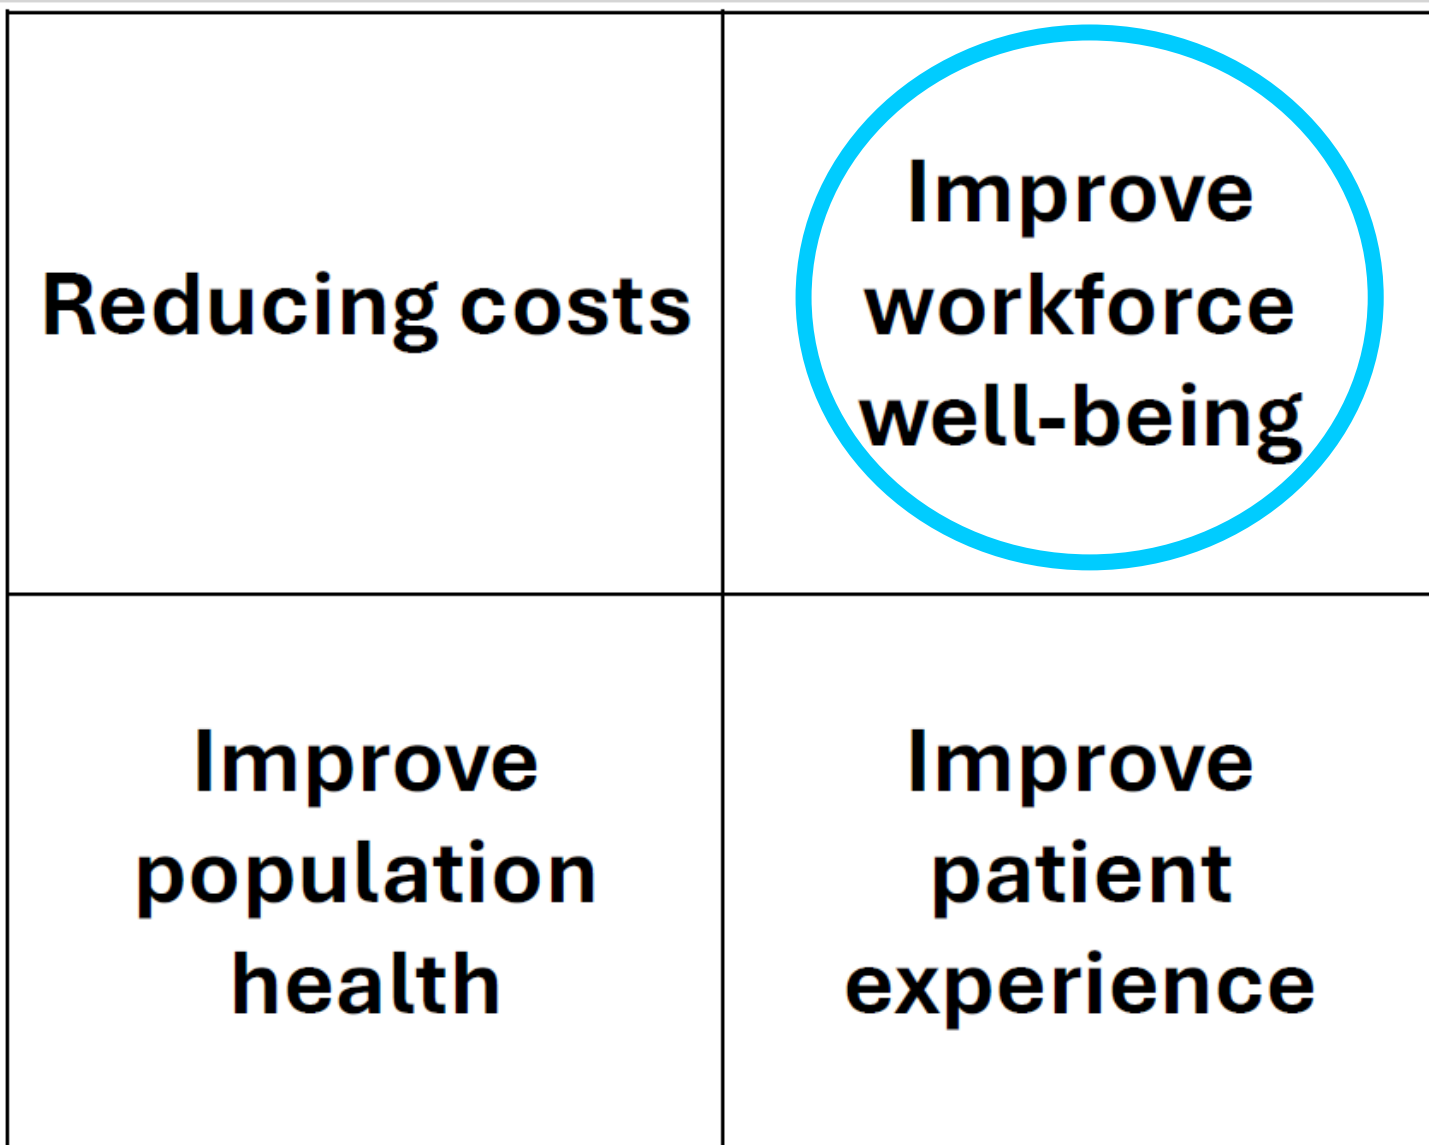 Reducing costs
Improve
workforce
well-being
Improve
population
health
Improve
patient
experience